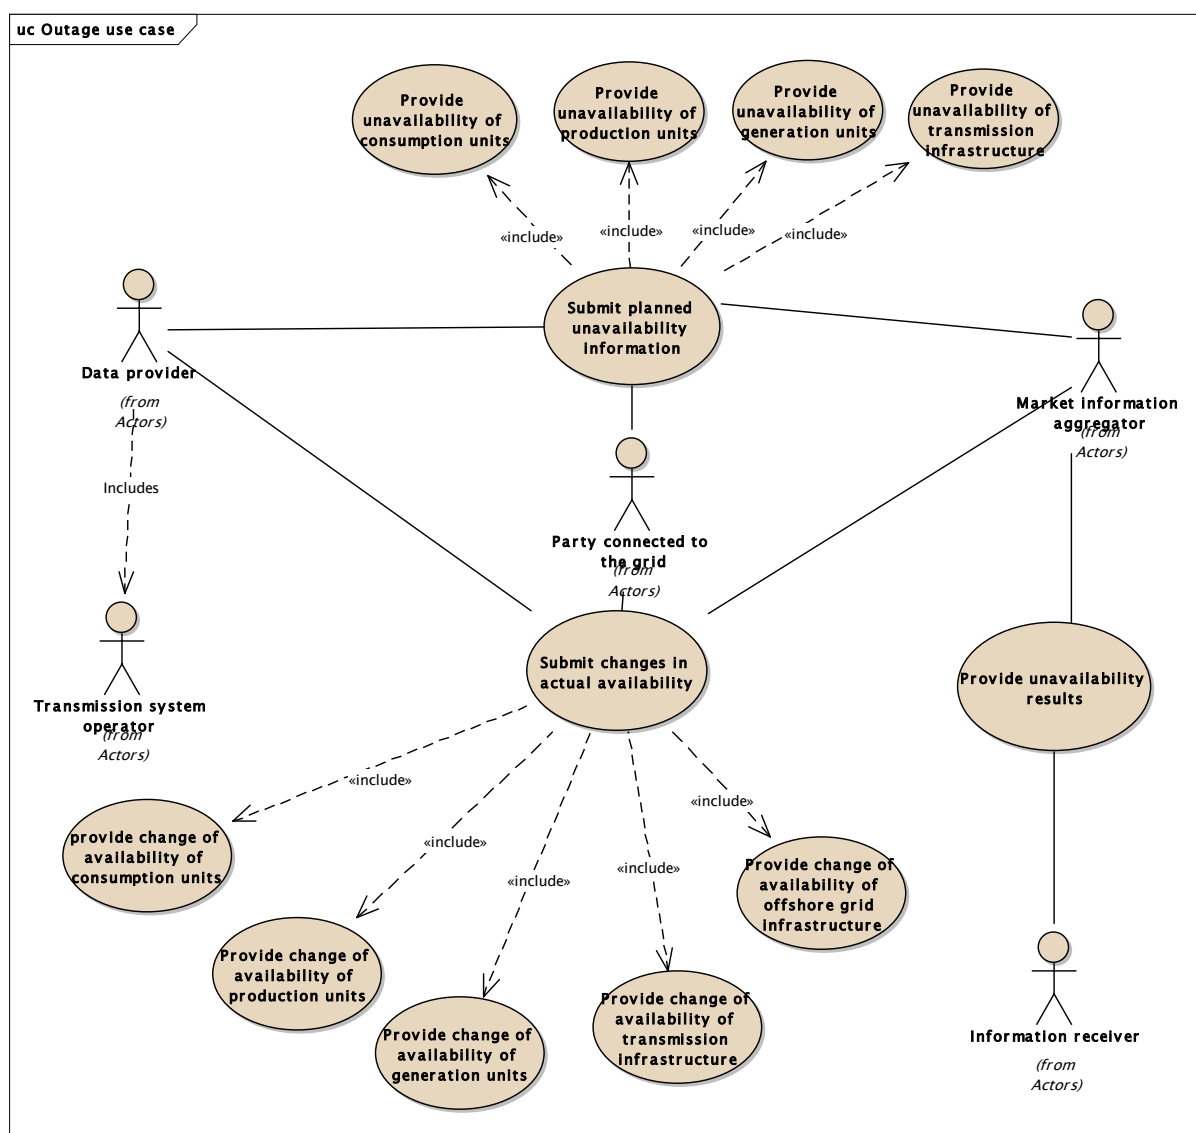 uc Outage use case
Provide
unavailability of
consumption units
Provide
unavailability of
production units
Provide
unavailability of
generation units
Provide
unavailability of
transmission
infrastructure
«include»
«include»
«include»
«include»
Submit planned
unavailability
information
Data provider
(from
Actors)
Market information
aggregator
(from
Actors)
Includes
Party connected to
the grid
(from
Actors)
Transmission system
operator
(from
Actors)
Submit changes in
actual availability
Provide unavailability
results
«include»
«include»
«include»
«include»
«include»
provide change of
availability of
consumption units
Provide change of
availability of
production units
Provide change of
availability of
generation units
Provide change of
availability of
transmission
infrastructure
Provide change of
availability of
offshore grid
infrastructure
Information receiver
(from
Actors)